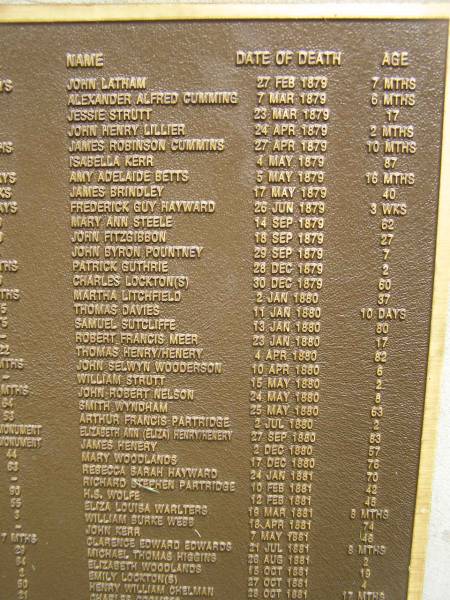 NAME DATE OF DEATH AGE
JOHN LATHAM 27 FEB 1879 7 MTHS
ALEXANDER ALFRED CUMMING 7 MAR 1879 6 MTHS
JESSIE STRUTT 23 MAR 1879 17
JOHN HENRY LILLIER 24 APR 1879 2 MTHS
JAMES ROBINSON CUMMINS 27 APR 1879 10 MTHS
ISABELLA KERR 4 MAY 1879 87
AMY ADELAIDE BETTS 5 MAY 1879 16 MTHS
JAMES BRINDLEY 17 MAY 1879 40
FREDERICK GUY HAYWARD 26 JUN 1879 3 WKS
MARY ANN STEELE 14 SEP 1879 62
JOHN FITZGIBBON 18 SEP 1879 27
JOHN BYRON POUNTNEY 29 SEP 1879 7
PATRICK GUTHRIE 28 DEC 1879 2
CHARLES LOCKTON(S) 30 DEC 1879 60
MARTHA LITCHFIELD 2 JAN 1880 37
THOMAS DAVIES 11 JAN 1880 10 DAYS
SAMUEL SUTCLIFFE 13 JAN 1880 80
ROBERT FRANCIS MEER 23 JAN 1880 17
THOMAS HENRY/HENERY 4 APR 1880 82
JOHN SELWYN WOODERSON 10 APR 1880 6
WILLIAM STRUTT 15 MAY 1880 2
JOHN ROBERT NELSON 24 MAY 1880 8
SMITH WYNDHAM 25 MAY 1880 63
ARTHUR FRANCIS PARTRIDGE 2 JUL 1880 2
MONUMENT ELIZABETH ANN (ELIZA) HENRY/HENERY 27 SEP 1880 83
MONUMENT JAMES HENERY 2 DEC 1880 57
44 MARY WOODLANDS 17 DEC 1880 76
68 REBECCA SARAH HAYWARD 24 JAN 1881 70
RICHARD STEPHEN PARTRIDGE 10 FEB 1881 42
H.S. WOLFE 12 FEB 1881 45
ELIZA LOUISA WARLTERS 19 MAR 1881 8 MTHS
WILLIAM BURKE WEBB 18 APR 1881 74
JOHN KERR 7 MAY 1881 48
7 MTHS CLARENCE EDWARD EDWARDS 21 JUL 1881 8 MTHS
MICHAEL THOMAS HIGGINS 26 AUG 1881 2
ELIZABETH WOODLANDS 15 OCT 1881 19
EMILY LOCKTON(S) 27 OCT 1881 4
HENRY WILLIAM CHELMAN 27 OCT 1881 17 MTHS